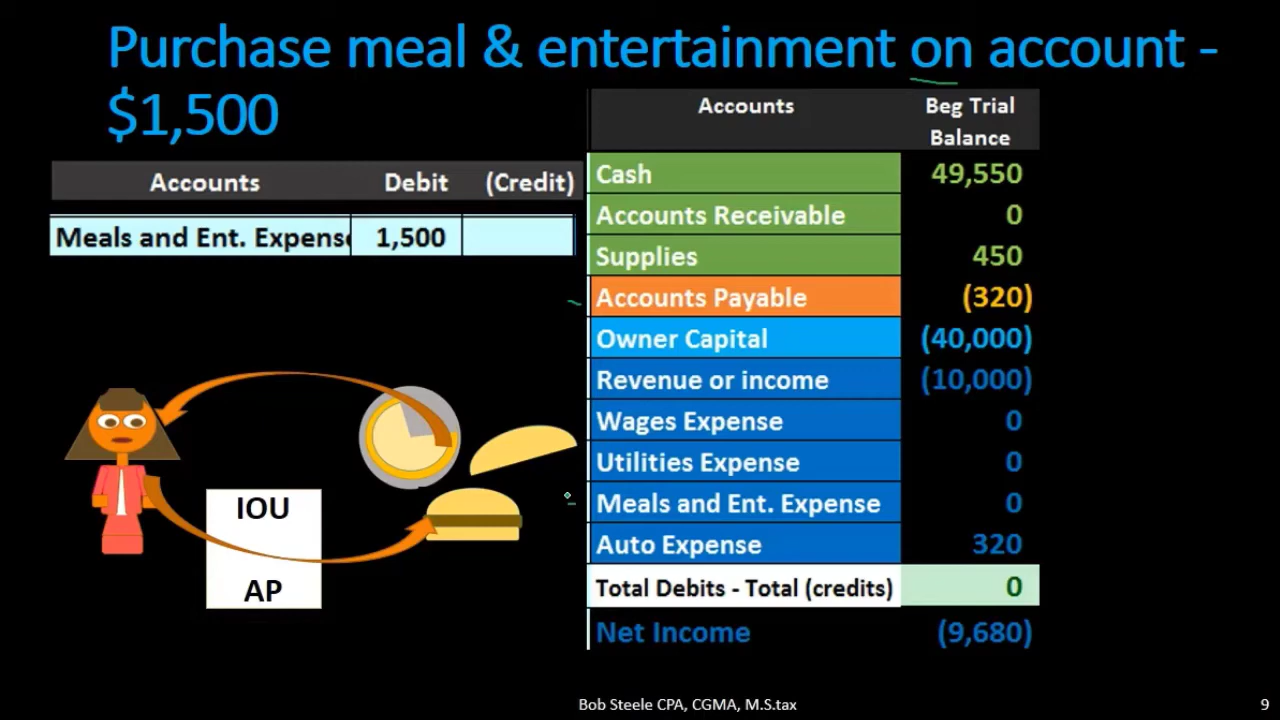 Purchase meal & entertainment on account -
$1,500
Accounts Debit (Credit)
Meals and Ent. Expense 1,500
IOU
AP
Accounts Beg Trial
Balance
Cash 49,550
Accounts Receivable 0
Supplies 450
Accounts Payable (320)
Owner Capital (40,000)
Revenue or income (10,000)
Wages Expense 0
Utilities Expense 0
Meals and Ent. Expense 0
Auto Expense 320
Total Debits - Total (credits) 0
Net Income (9,680)
Bob Steele CPA, CGMA, M.S.tax 9